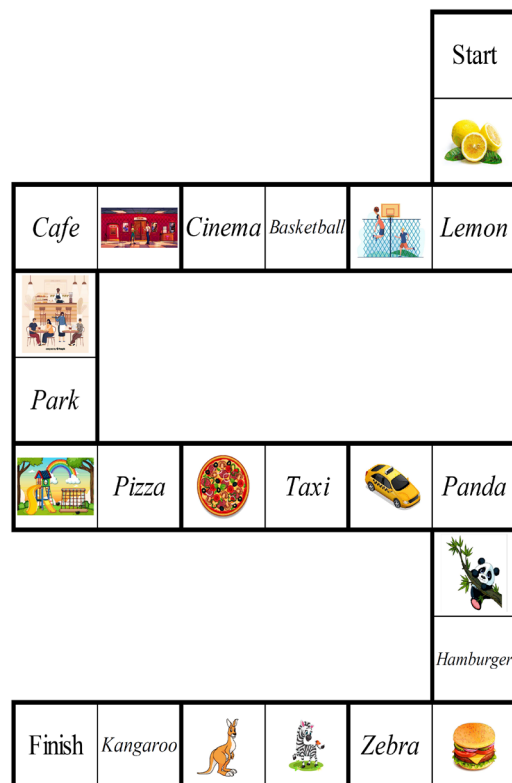 Start
Cafe Cinema Basketball Lemon
Park
Pizza Taxi Panda
Hamburger
Finish Kangaroo Zebra